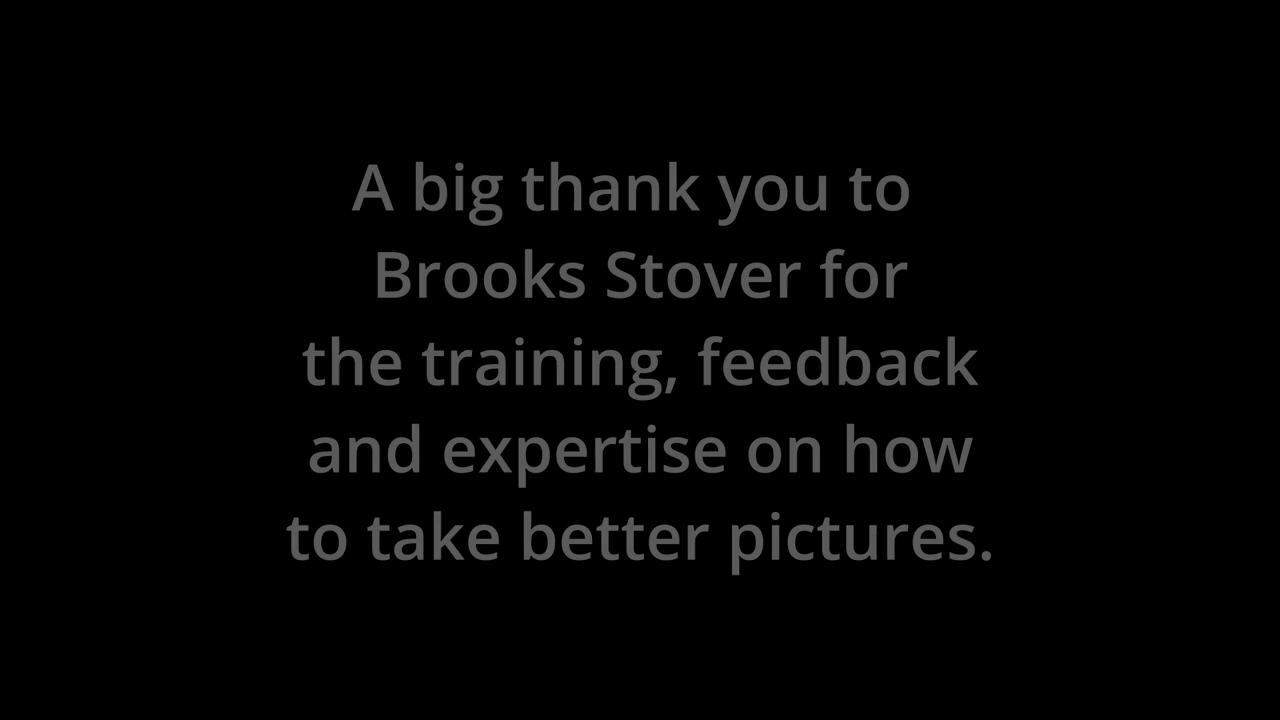 A big thank you to
Brooks Stover for
the training, feedback
and expertise on how
to take better pictures.